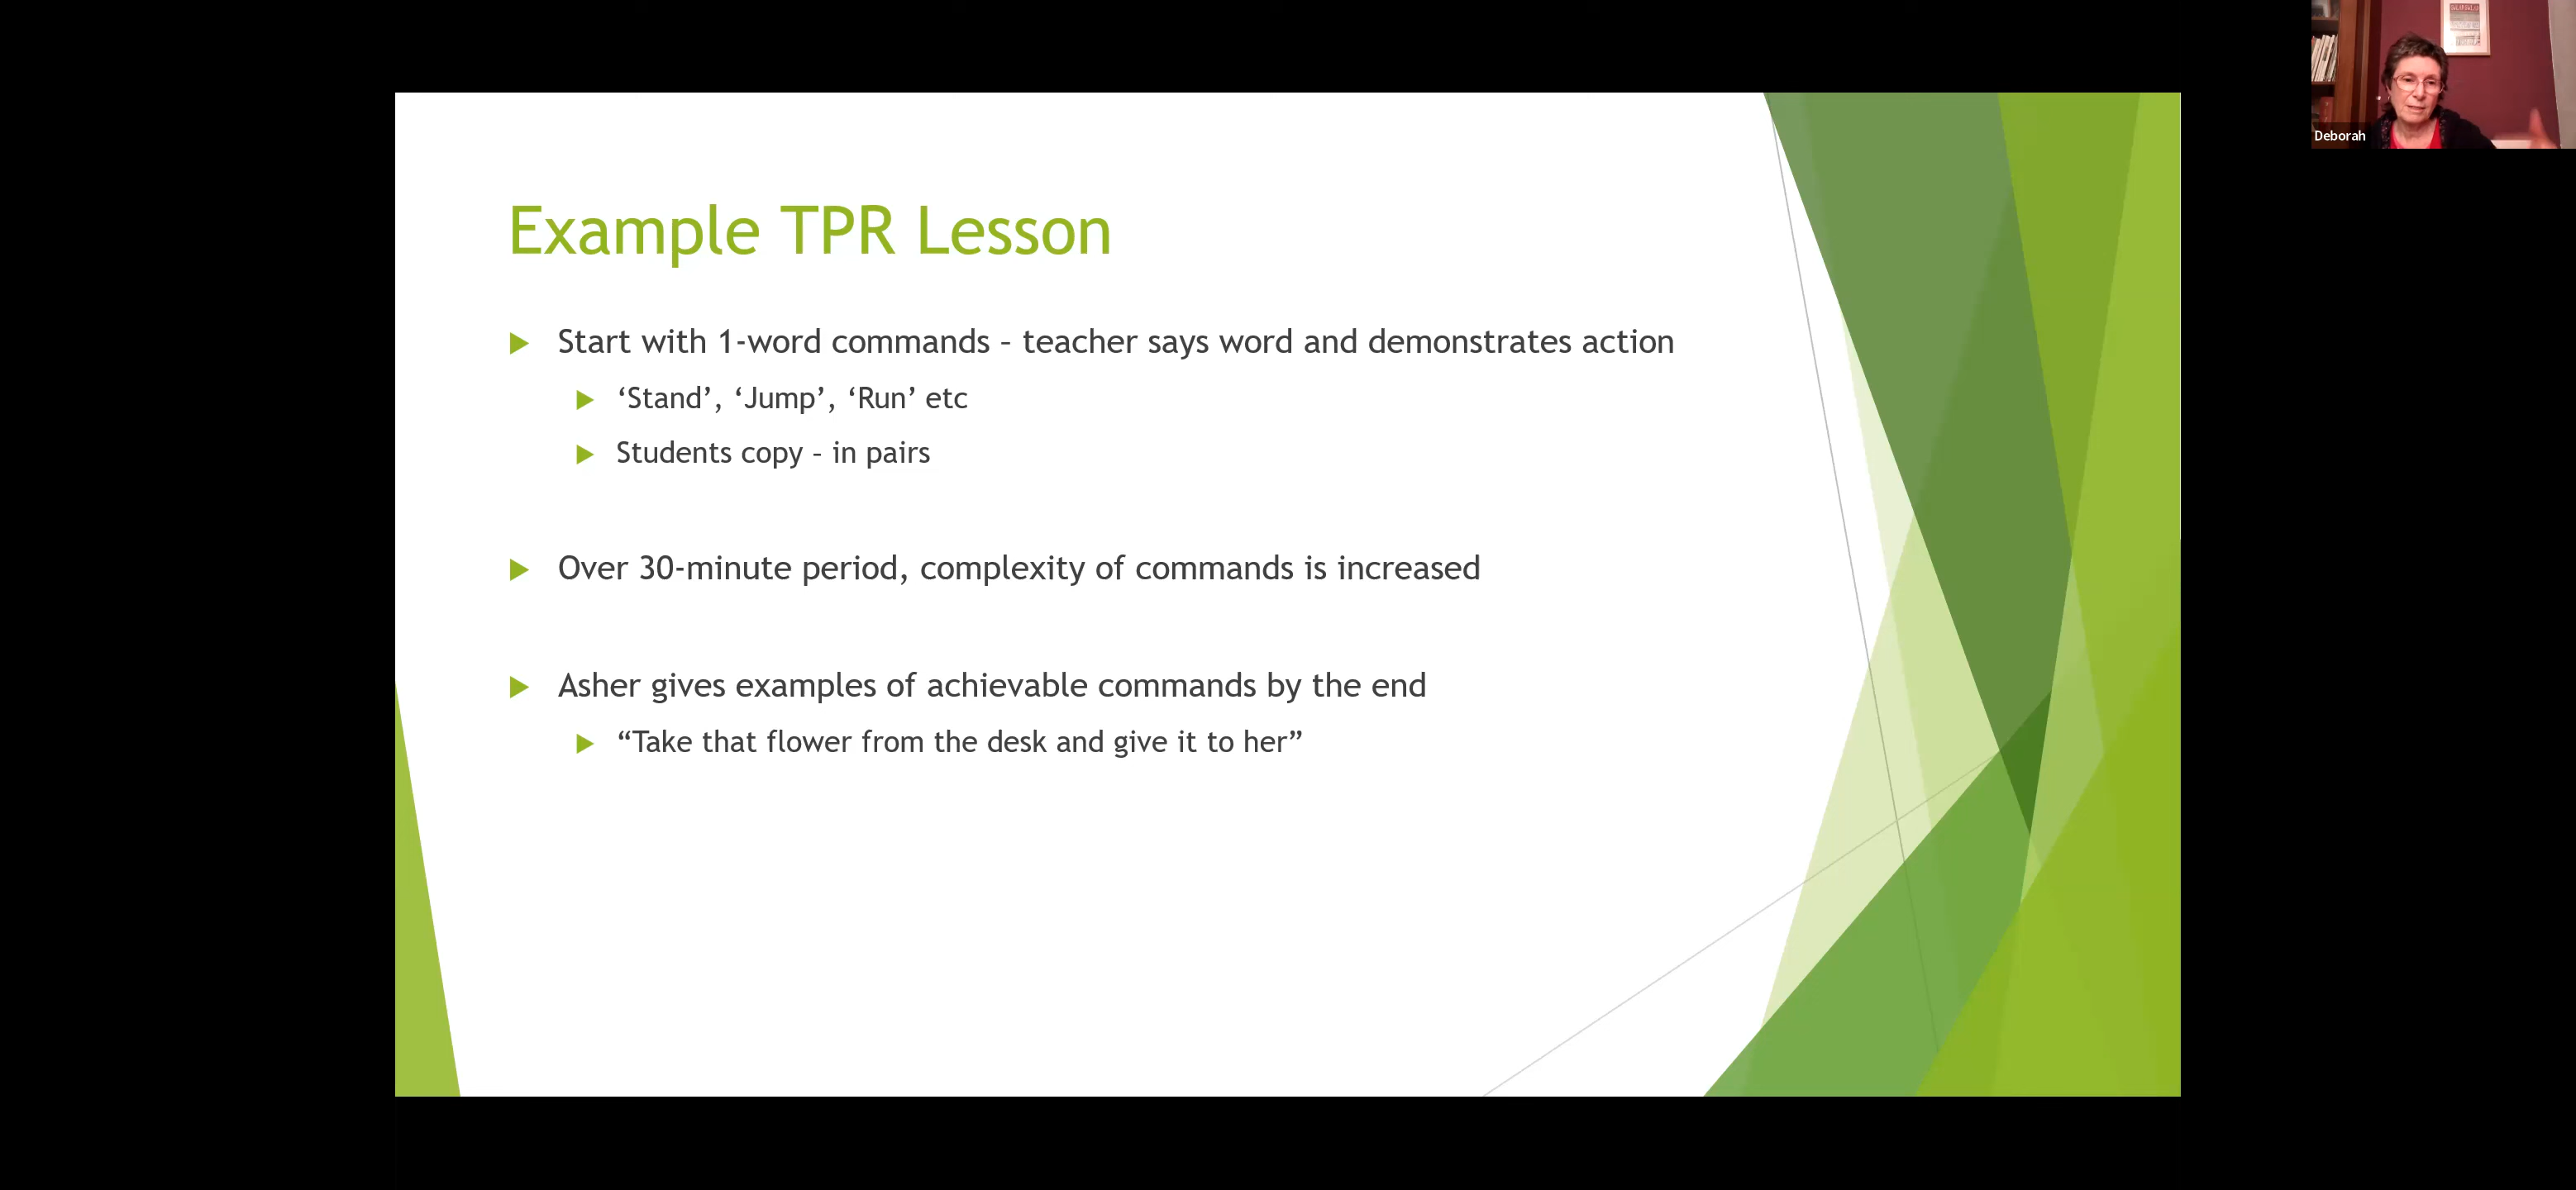 Deborah
Example TPR Lesson
Start with 1-word commands – teacher says word and demonstrates action
‘Stand’, ‘Jump’, ‘Run’ etc
Students copy – in pairs
Over 30-minute period, complexity of commands is increased
Asher gives examples of achievable commands by the end
“Take that flower from the desk and give it to her”